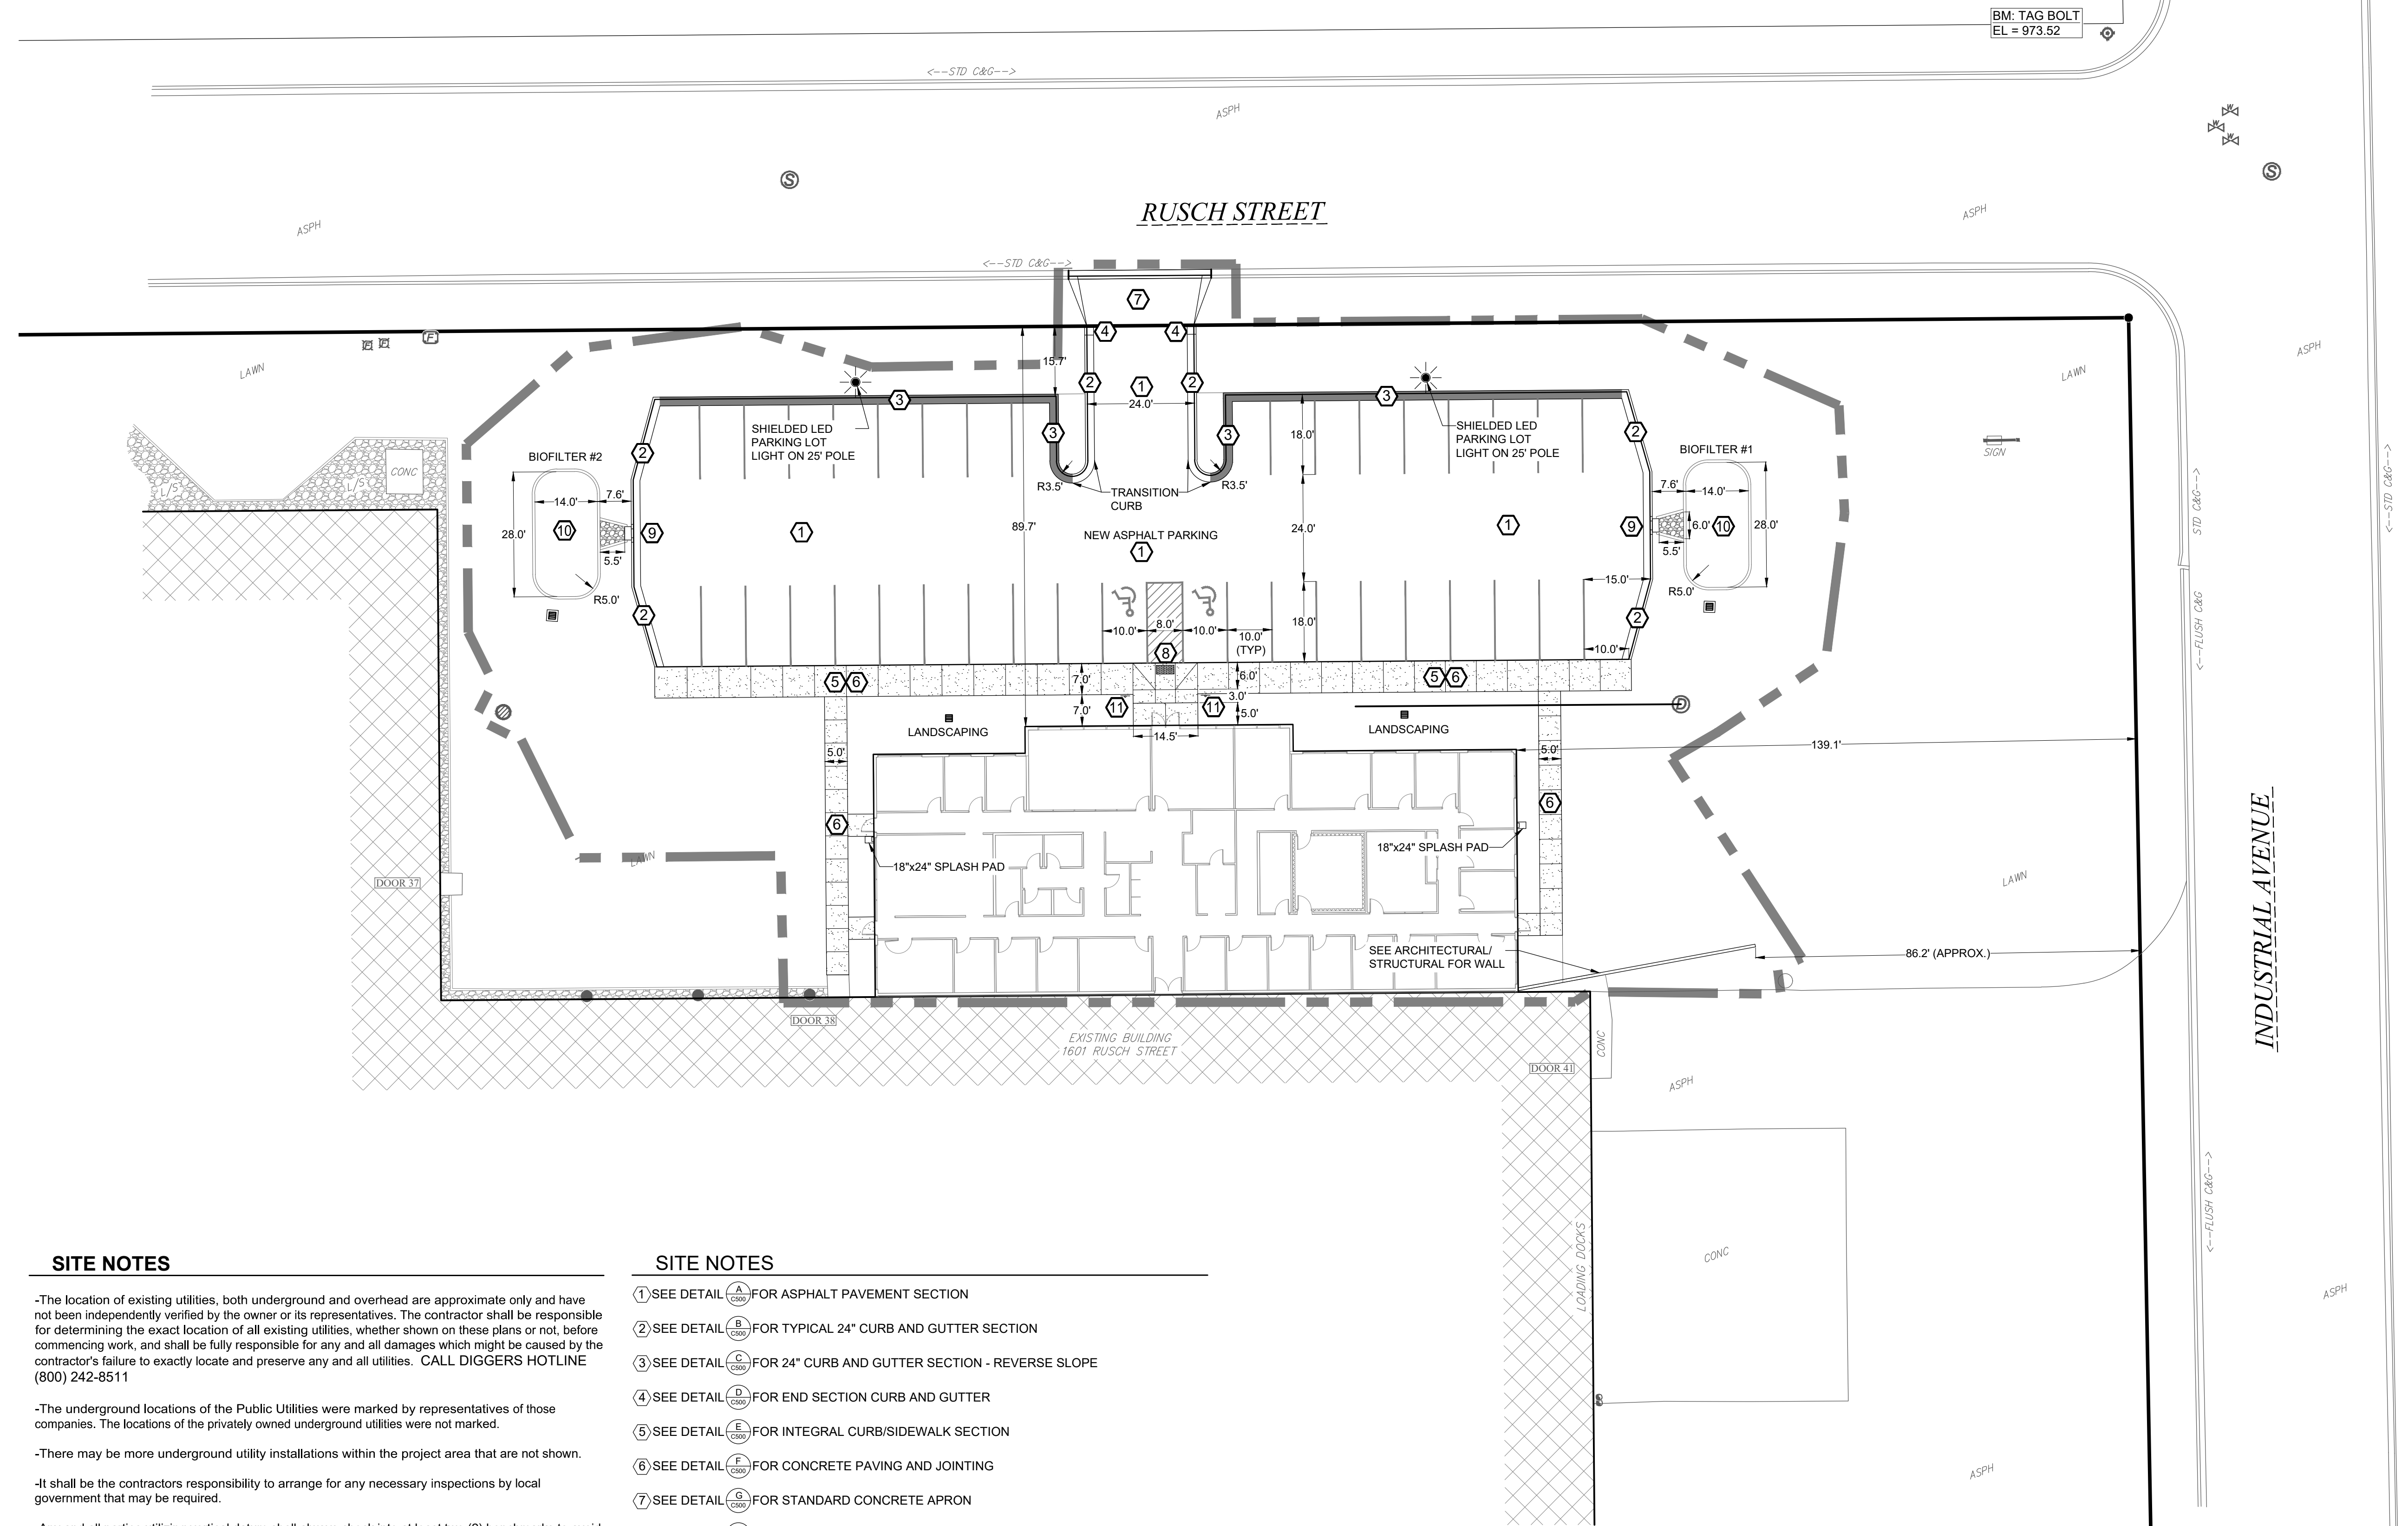 BM: TAG BOLT
EL = 973.52
<--STD C&G-->
ASPH
S
W
W
W
S
ASPH
ASPH
RUSCH STREET
<--STD C&G-->
7
4
4
F
F
F
LAWN
15.7'
2
1
2
24.0'
ASPH
LAWN
3
3
SHIELDED LED
PARKING LOT
LIGHT ON 25' POLE
SHIELDED LED
PARKING LOT
LIGHT ON 25' POLE
3
3
18.0'
2
2
BIOFILTER #2
BIOFILTER #1
SIGN
CONC
L/S
L/S
14.0'
7.6'
R3.5'
R3.5'
TRANSITION
CURB
7.6'
14.0'
28.0'
10
9
5.5'
1
89.7'
NEW ASPHALT PARKING
1
24.0'
1
9
6.0'
10
28.0'
5.5'
R5.0'
15.0'
R5.0'
2
2
10.0'
8.0'
10.0'
10.0'
(TYP)
18.0'
10.0'
8
5
6
7.0'
6.0'
5
6
3.0'
7.0'
11
11
5.0'
D
LANDSCAPING
LANDSCAPING
14.5'
5.0'
5.0'
139.1'
6
6
18"x24" SPLASH PAD
18"x24" SPLASH PAD
LAWN
DOOR 37
LAWN
SEE ARCHITECTURAL/
STRUCTURAL FOR WALL
86.2' (APPROX.)
DOOR 38
EXISTING BUILDING
1601 RUSCH STREET
CONC
DOOR 41
ASPH
STD C&G-->
<--FLUSH C&G
<--STD C&G-->
INDUSTRIAL AVENUE
<--FLUSH C&G-->
LOADING DOCKS
CONC
ASPH
ASPH
SITE NOTES
-The location of existing utilities, both underground and overhead are approximate only and have
not been independently verified by the owner or its representatives. The contractor shall be responsible
for determining the exact location of all existing utilities, whether shown on these plans or not, before
commencing work, and shall be fully responsible for any and all damages which might be caused by the
contractor's failure to exactly locate and preserve any and all utilities. CALL DIGGERS HOTLINE
(800) 242-8511
-The underground locations of the Public Utilities were marked by representatives of those
companies. The locations of the privately owned underground utilities were not marked.
-There may be more underground utility installations within the project area that are not shown.
-It shall be the contractors responsibility to arrange for any necessary inspections by local
government that may be required.
SITE NOTES
1 SEE DETAIL A C500 FOR ASPHALT PAVEMENT SECTION
2 SEE DETAIL B C500 FOR TYPICAL 24" CURB AND GUTTER SECTION
3 SEE DETAIL C C500 FOR 24" CURB AND GUTTER SECTION - REVERSE SLOPE
4 SEE DETAIL D C500 FOR END SECTION CURB AND GUTTER
5 SEE DETAIL E C500 FOR INTEGRAL CURB/SIDEWALK SECTION
6 SEE DETAIL F C500 FOR CONCRETE PAVING AND JOINTING
7 SEE DETAIL G C500 FOR STANDARD CONCRETE APRON